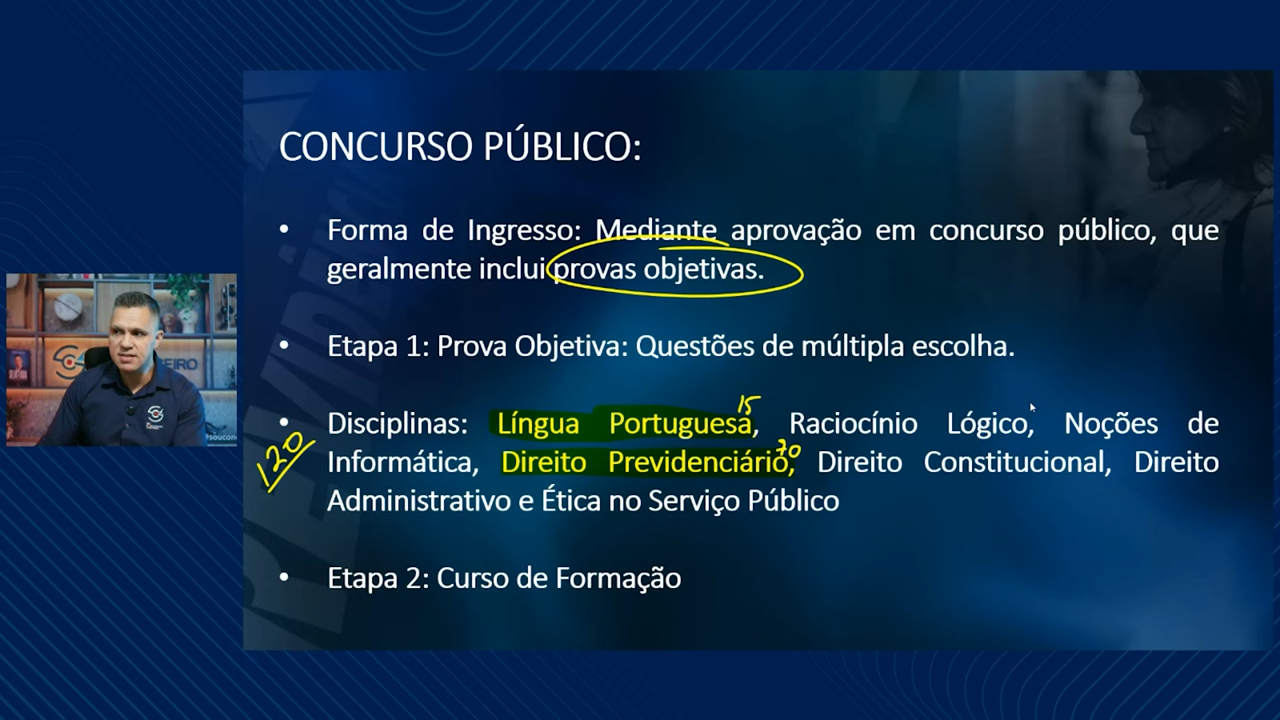 CONCURSO PÚBLICO:
• Forma de Ingresso: Mediante aprovação em concurso público, que
geralmente inclui provas objetivas.
• Etapa 1: Prova Objetiva: Questões de múltipla escolha.
15
• Disciplinas: Língua Portuguesa, Raciocínio Lógico, Noções de
120
70
Informática, Direito Previdenciário, Direito Constitucional, Direito
Administrativo e Ética no Serviço Público
• Etapa 2: Curso de Formação